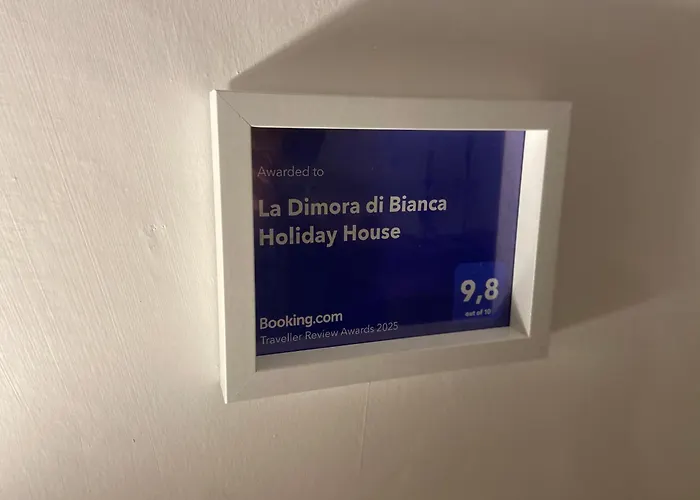 Awarded to
La Dimora di Bianca
Holiday House
9,8
out of 10
Booking.com
Traveller Review Awards 2025